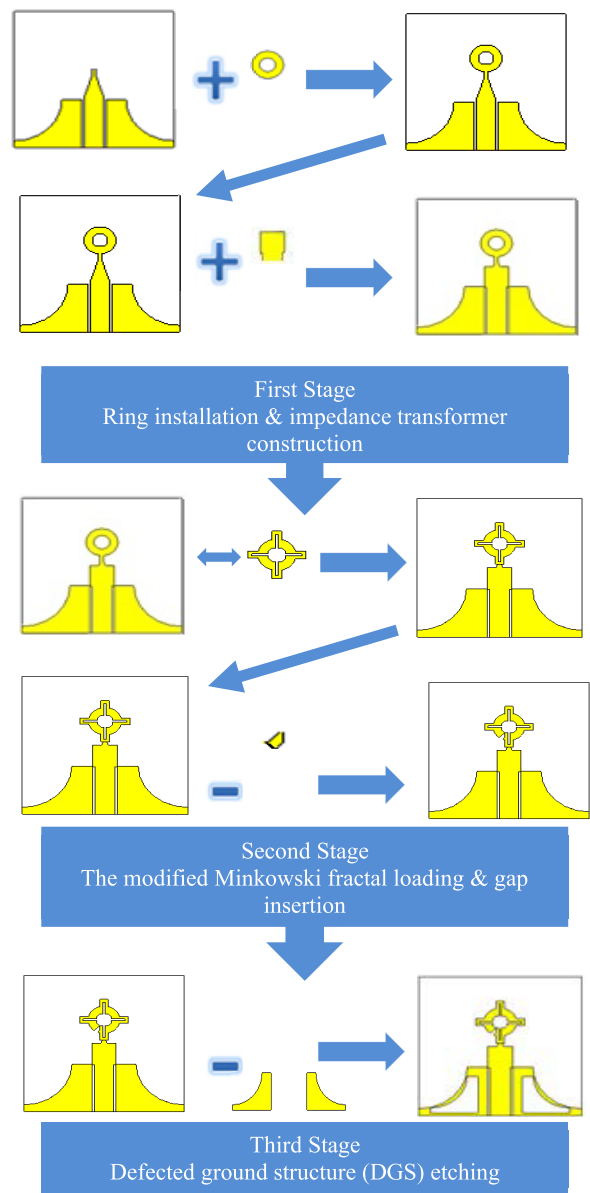 First Stage
Ring installation & impedance transformer
construction
Second Stage
The modified Minkowski fractal loading & gap
insertion
Third Stage
Defected ground structure (DGS) etching